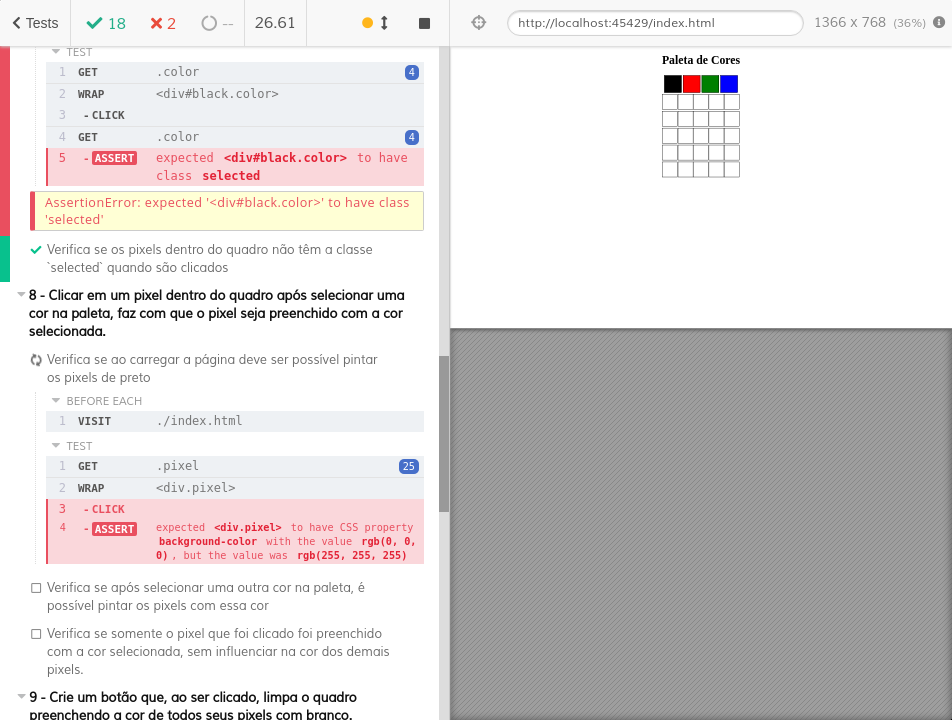 Tests
18
2
--
26.61
http://localhost:45429/index.html
1366 x 768 (36%)
TEST
1 GET .color 4
2 WRAP <div#black.color>
3 - CLICK
4 GET .color 4
5 - ASSERT expected <div#black.color> to have
class selected
AssertionError: expected '<div#black.color>' to have class
'selected'
Verifica se os pixels dentro do quadro não têm a classe
`selected` quando são clicados
8 - Clicar em um pixel dentro do quadro após selecionar uma
cor na paleta, faz com que o pixel seja preenchido com a cor
selecionada.
Verifica se ao carregar a página deve ser possível pintar
os pixels de preto
BEFORE EACH
1 VISIT ./index.html
TEST
1 GET .pixel 25
2 WRAP <div.pixel>
3 - CLICK
4 - ASSERT expected <div.pixel> to have CSS property
background-color with the value rgb(0, 0,
0) , but the value was rgb(255, 255, 255)
Verifica se após selecionar uma outra cor na paleta, é
possível pintar os pixels com essa cor
Verifica se somente o pixel que foi clicado foi preenchido
com a cor selecionada, sem influenciar na cor dos demais
pixels.
9 - Crie um botão que, ao ser clicado, limpa o quadro
preenchendo a cor de todos seus pixels com branco.
Paleta de Cores